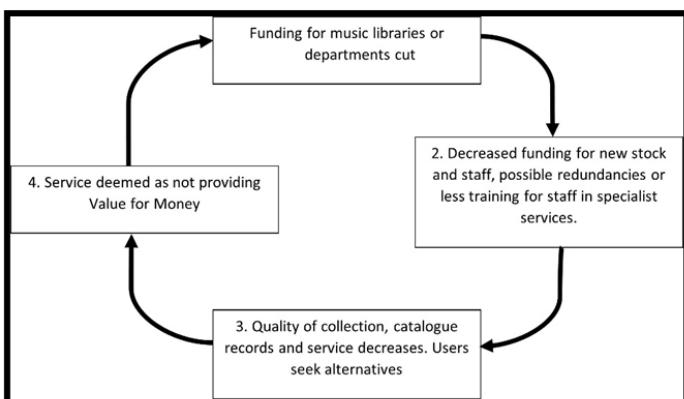 Funding for music libraries or
departments cut
2. Decreased funding for new stock
and staff, possible redundancies or
less training for staff in specialist
services.
3. Quality of collection, catalogue
records and service decreases. Users
seek alternatives
4. Service deemed as not providing
Value for Money